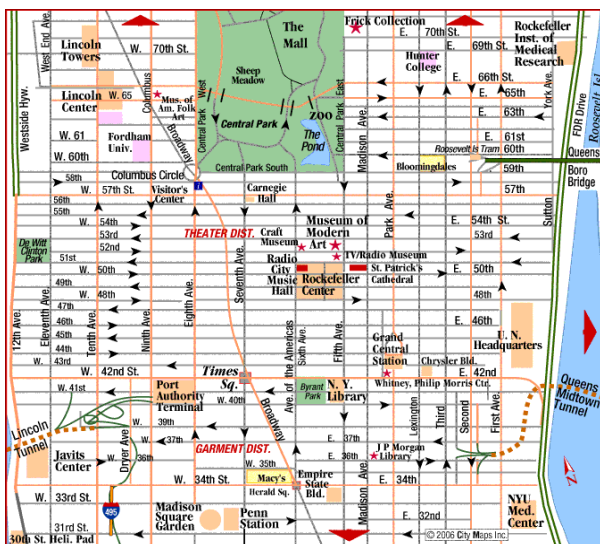 Frick Collection
E. 70th St.
Rockefeller
Inst. of
Medical
Research
The
Mall
West End Ave.
Lincoln
Towers
W. 70th St.
E. 69th St.
Hunter
College
Sheep
Meadow
E. 66th St.
E. 65th
Lincoln
Center
W. 65
Columbus
Mus. of
Am. Folk
Art
Central Park West
Central Park East
ZOO
Central Park
The
Pond
E. 63th
York Ave.
FDR Drive
Roosevelt Isl.
Westside Hyw.
Broadway
Madison Ave.
W. 61
Fordham
Univ.
W. 60th
E. 61st
Roosevelt Is Tram
60th
Queens
Boro
Bridge
Bloomingdales
59th
Columbus Circle
Central Park South
58th
W. 57th St.
57th
Visitor's
Center
i
Carnegie
Hall
56th
55th
W. 54th
53rd
52nd
51st
W. 50th
49th
W. 48th
47th
W. 46th
45th
44th
W. 43rd
W. 42nd St.
THEATER DIST.
Museum of
Modern
Art
Craft
Museum
Park Ave.
E. 54th St.
53rd
Sutton
De Witt
Clinton
Park
TV/Radio Museum
Radio
City
Music
Hall
Rockefeller
Center
St. Patrick's
Cathedral
E. 50th
48th
E. 46th
U. N.
Headquarters
12th Ave.
Eleventh Ave.
Tenth Ave.
Ninth Ave.
Eighth Ave.
Seventh Ave.
Ave. of the Americas
Sixth Ave.
Fifth Ave.
Grand
Central
Station
Chrysler Bld.
E. 42nd
Whitney, Philip Morris Ctr.
Times
Sq.
W. 41st
W. 40th
Port
Authority
Terminal
Byrant
Park
N. Y.
Library
Queens
Midtown
Tunnel
Lexington
Third
Second
First Ave.
Broadway
Lincoln
Tunnel
W. 39th
W. 37th
W. 36th
Dryer Ave.
GARMENT DIST.
E. 37th
E. 36th
J P Morgan
Library
Javits
Center
W. 35th
Macy's
Herald Sq.
Empire
State
Bld.
W. 34th St.
E. 34th
N
W. 33rd St.
495
Madison
Square
Garden
Penn
Station
Madison Ave.
E. 32nd
NYU
Med.
Center
31rd St.
30th St. Heli. Pad
© 2006 City Maps Inc.